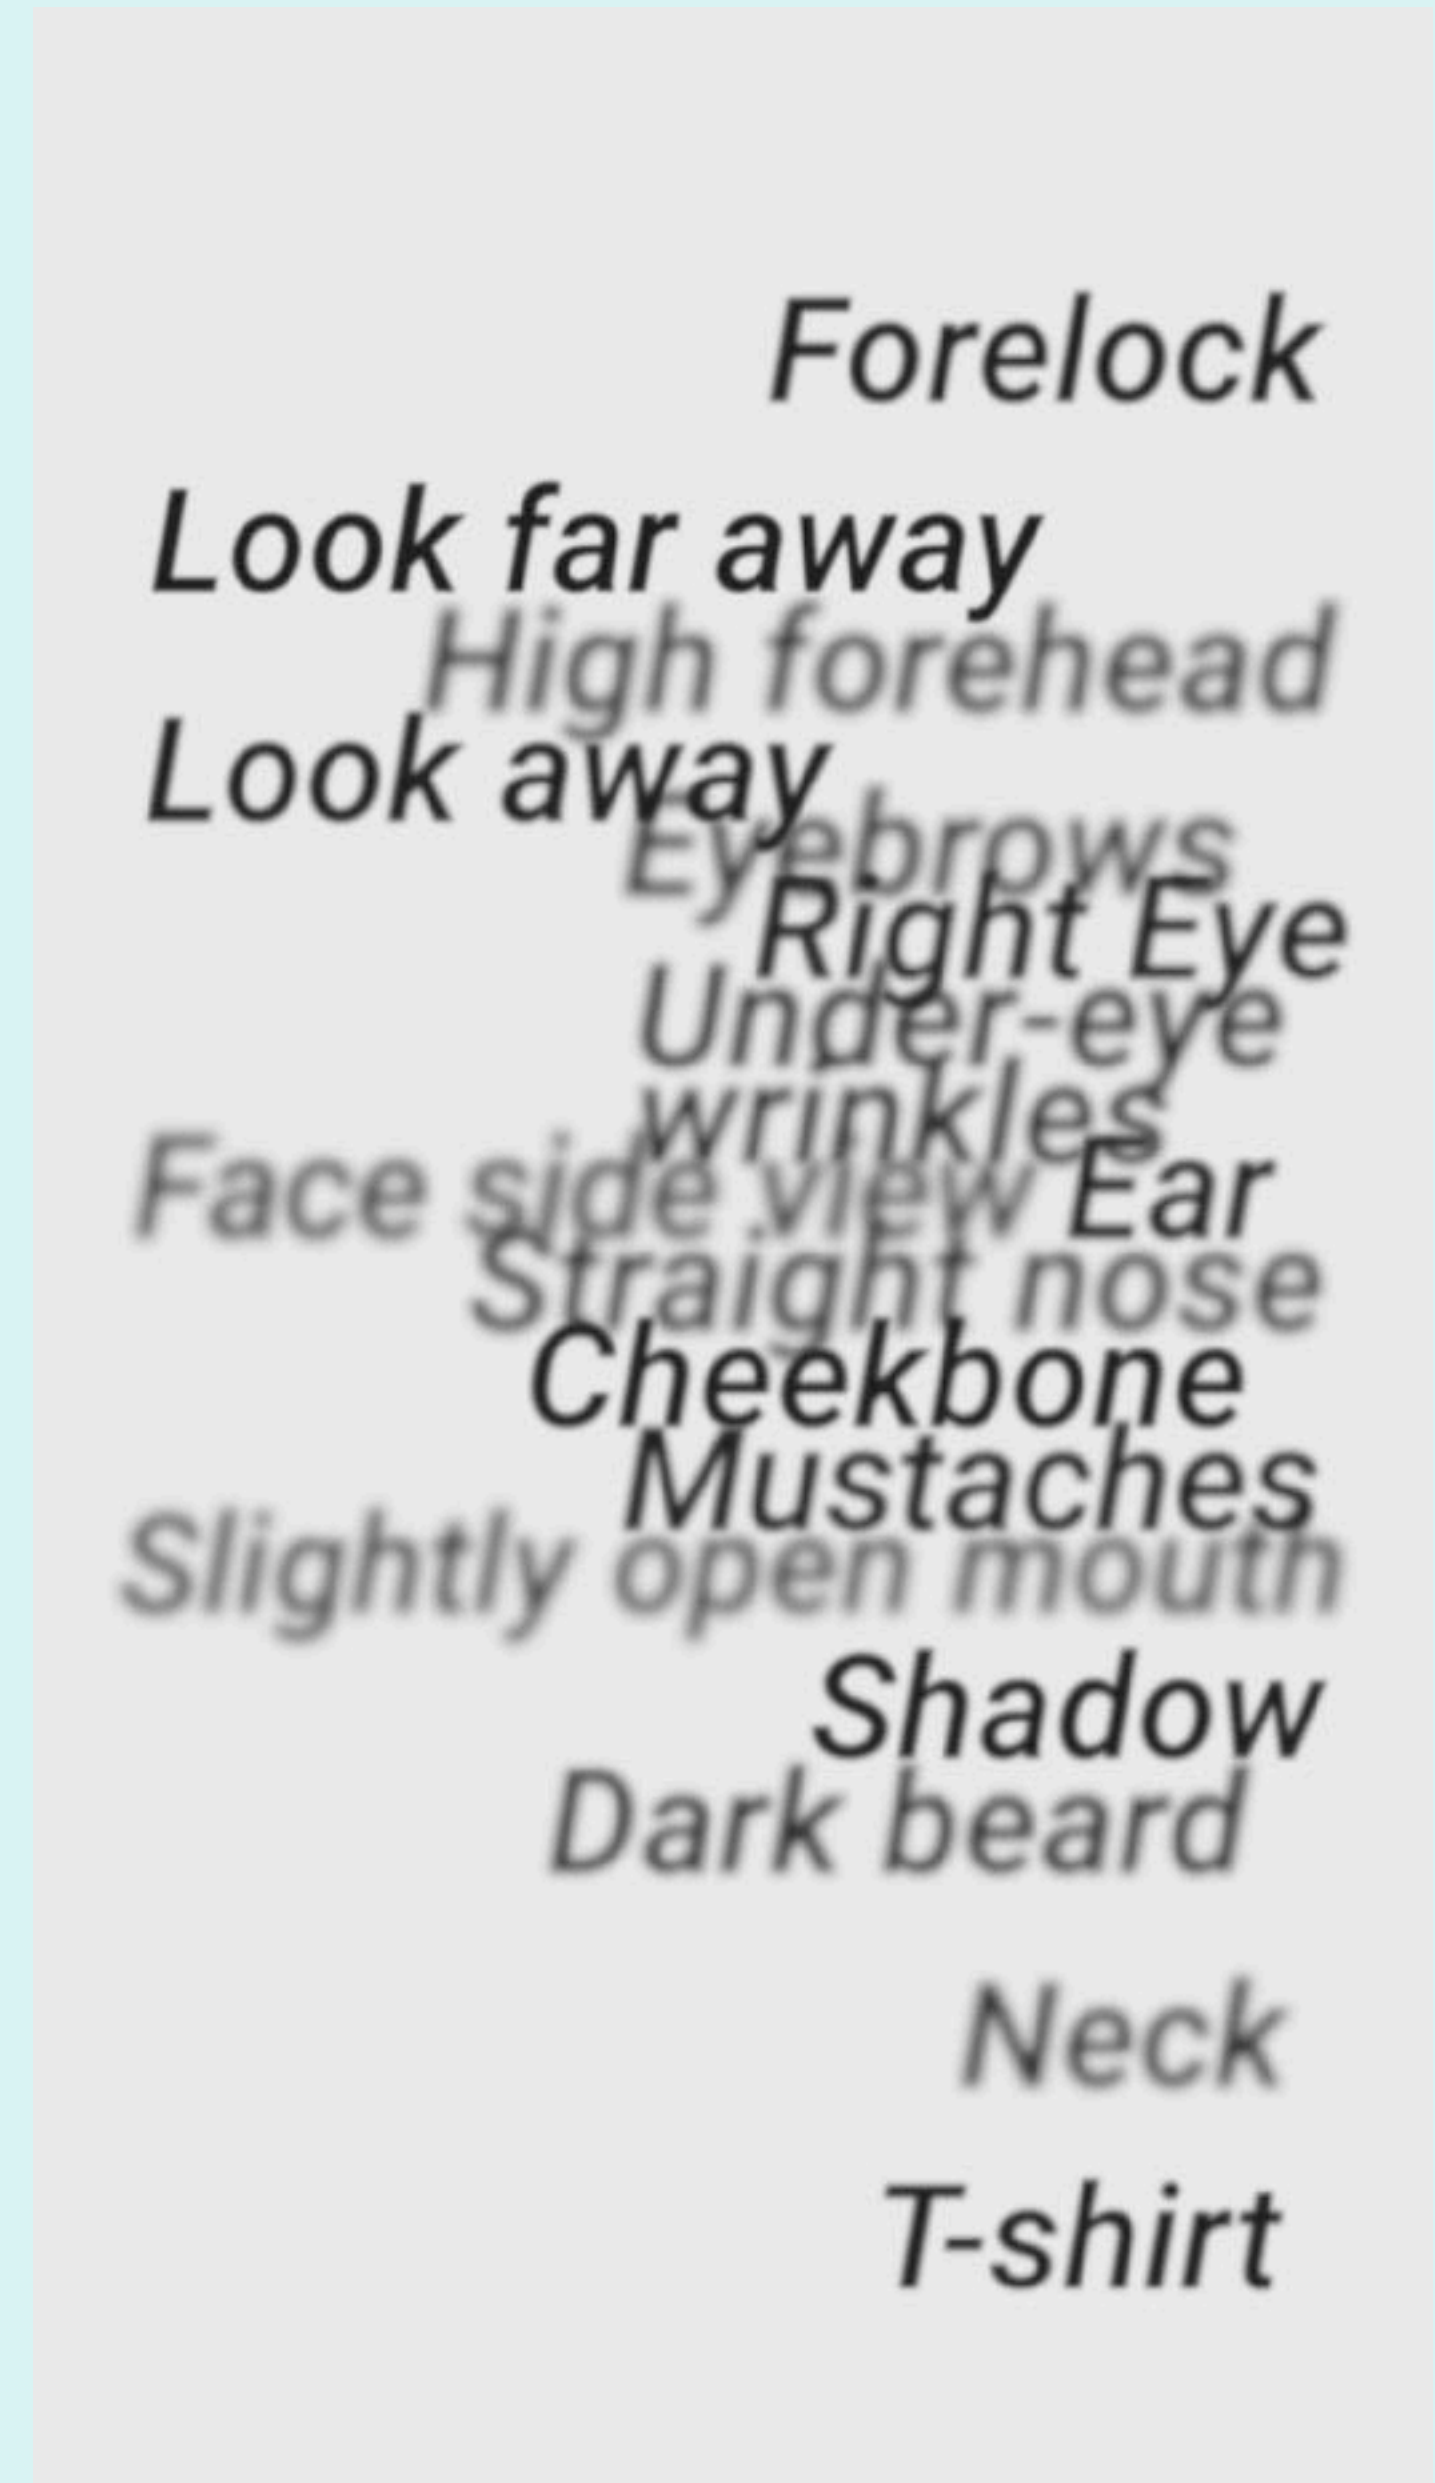 Forelock
Look far away
High forehead
Look away
Eyebrows
Right Eye
Under-eye
wrinkles
Face side view
Ear
Straight nose
Cheekbone
Mustaches
Slightly open mouth
Shadow
Dark beard
Neck
T-shirt